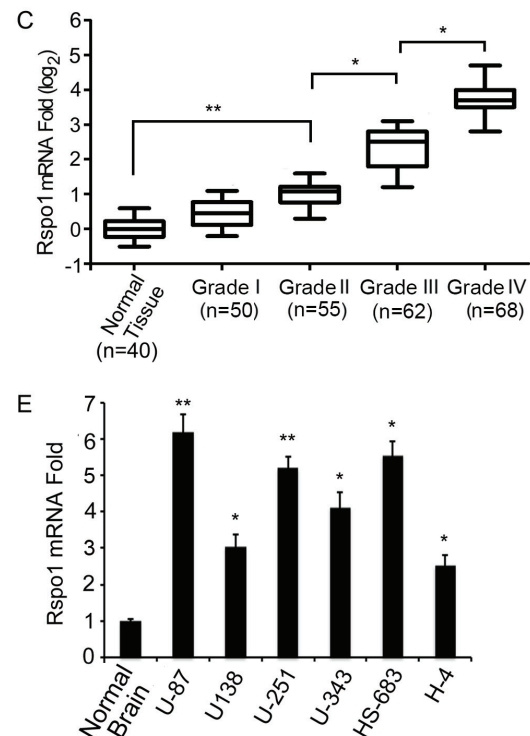 C
Rspo1 mRNA Fold (log2)
6
5
4
3
2
1
0
-1
**
*
*
Normal
Tissue
(n=40)
Grade I
(n=50)
Grade II
(n=55)
Grade III
(n=62)
Grade IV
(n=68)
E
Rspo1 mRNA Fold
7
6
5
4
3
2
1
0
**
*
**
*
*
*
Normal
Brain
U-87
U138
U-251
U-343
HS-683
H-4